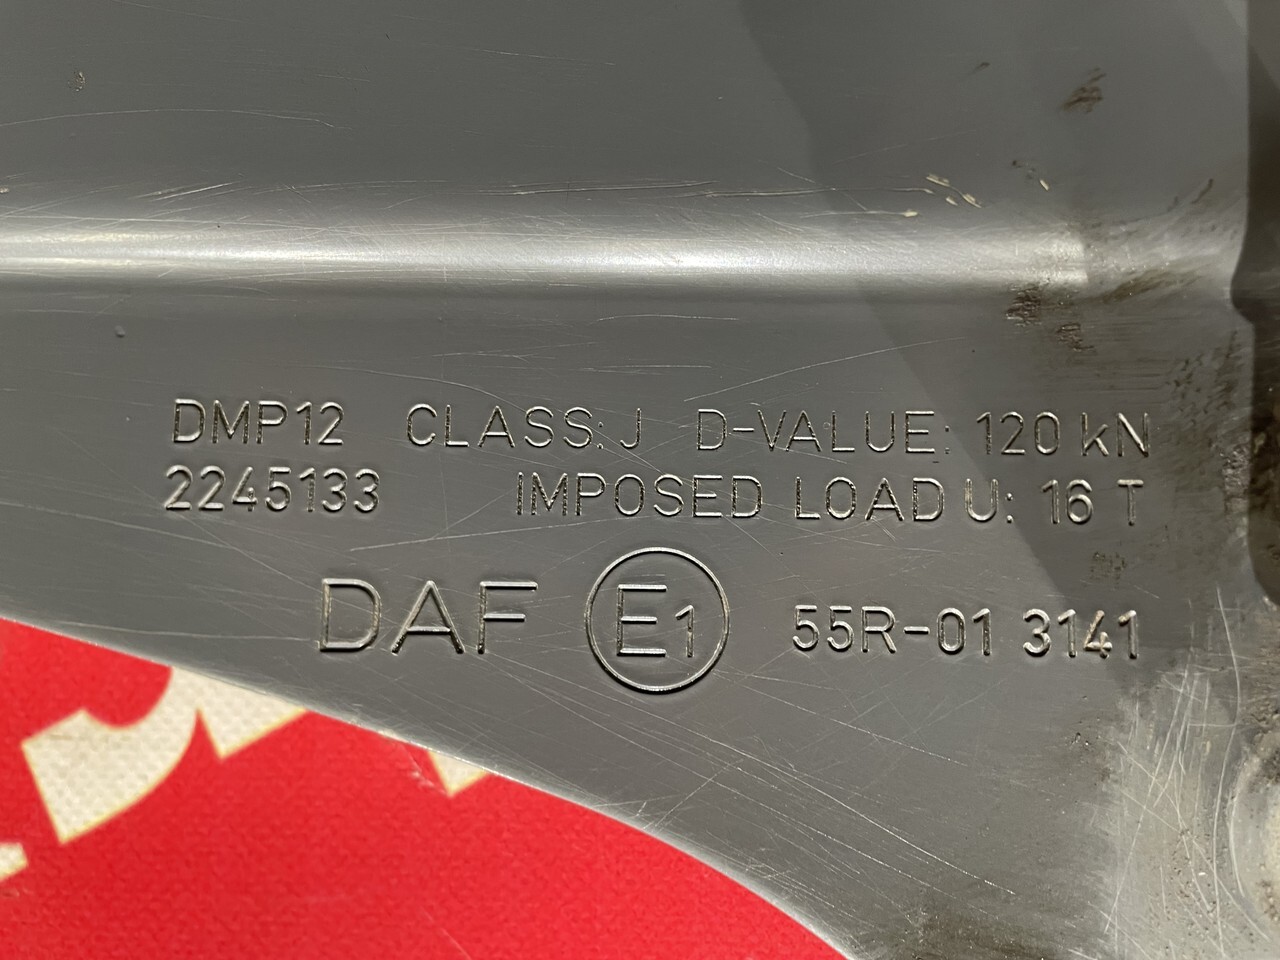 DMP12 CLASS: J D-VALUE: 120 kN
2245133 IMPOSED LOAD U: 16 T
DAF E1 55R-01 3141